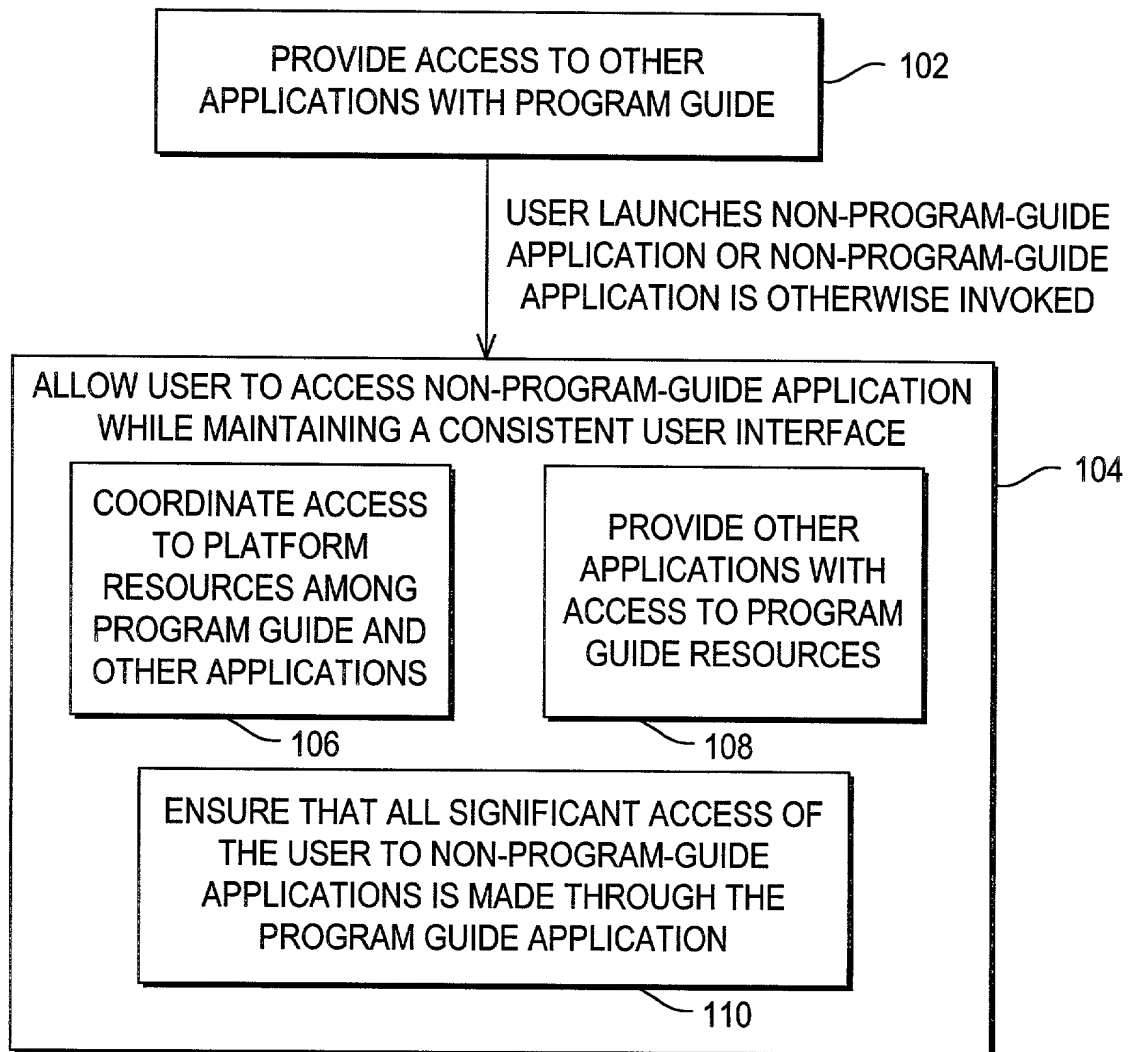 PROVIDE ACCESS TO OTHER
APPLICATIONS WITH PROGRAM GUIDE
102
USER LAUNCHES NON-PROGRAM-GUIDE
APPLICATION OR NON-PROGRAM-GUIDE
APPLICATION IS OTHERWISE INVOKED
ALLOW USER TO ACCESS NON-PROGRAM-GUIDE APPLICATION
WHILE MAINTAINING A CONSISTENT USER INTERFACE
104
COORDINATE ACCESS
TO PLATFORM
RESOURCES AMONG
PROGRAM GUIDE AND
OTHER APPLICATIONS
106
PROVIDE OTHER
APPLICATIONS WITH
ACCESS TO PROGRAM
GUIDE RESOURCES
108
ENSURE THAT ALL SIGNIFICANT ACCESS OF
THE USER TO NON-PROGRAM-GUIDE
APPLICATIONS IS MADE THROUGH THE
PROGRAM GUIDE APPLICATION
110